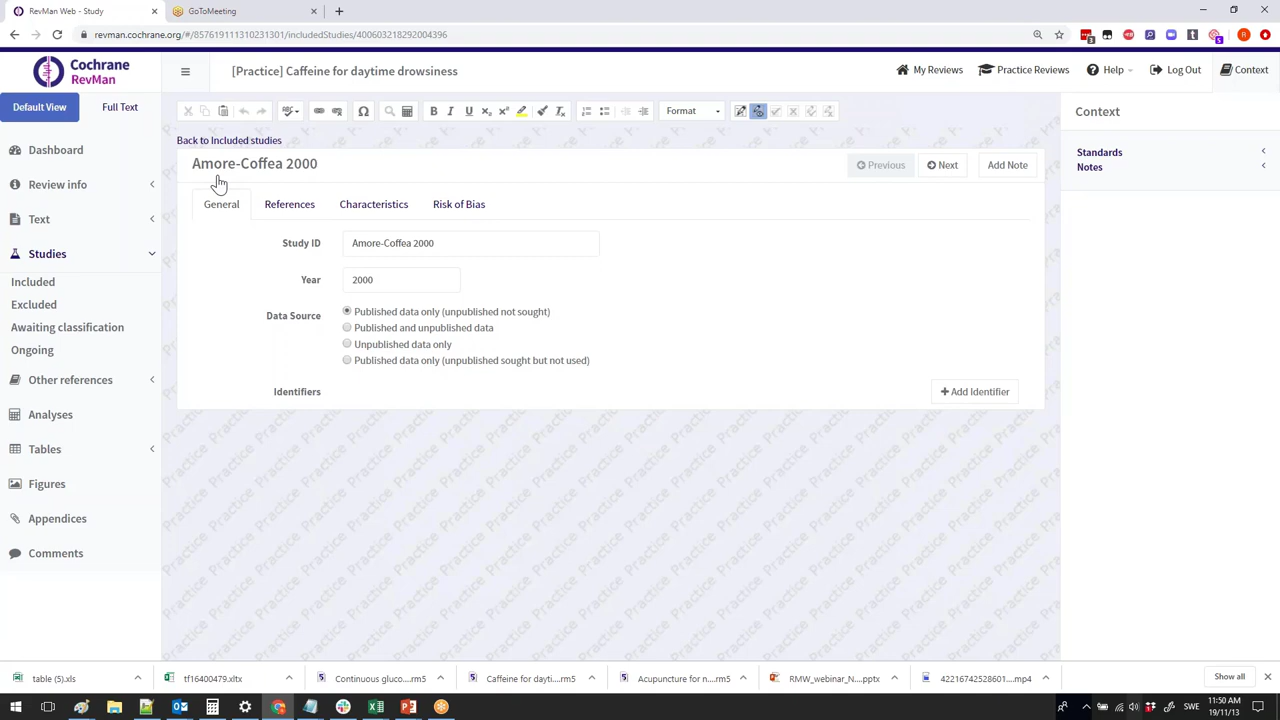 RevMan Web - Study
GoToMeeting
revman.cochrane.org/#/857619111310231301/includedStudies/400603218292004396
Cochrane
RevMan
[Practice] Caffeine for daytime drowsiness
My Reviews
Practice Reviews
Help
Log Out
Context
Default View
Full Text
Format
Context
Back to Included studies
Dashboard
Amore-Coffea 2000
Previous
Next
Add Note
Standards
Notes
Review info
General
References
Characteristics
Risk of Bias
Text
Studies
Study ID
Amore-Coffea 2000
Included
Year
2000
Excluded
Data Source
Published data only (unpublished not sought)
Awaiting classification
Published and unpublished data
Ongoing
Unpublished data only
Published data only (unpublished sought but not used)
Other references
Identifiers
Add Identifier
Analyses
Tables
Figures
Appendices
Comments
Practice
table (5).xls
tf16400479.xltx
Continuous gluco....rm5
Caffeine for dayti....rm5
Acupuncture for n....rm5
RMW_webinar_N....pptx
42216742528601....mp4
Show all
SWE
11:50 AM
19/11/13